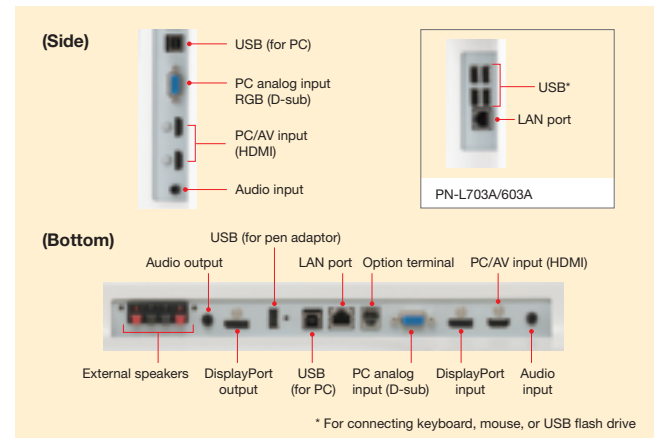 (Side)
USB (for PC)
PC analog input
RGB (D-sub)
PC/AV input
(HDMI)
Audio input
USB*
LAN port
PN-L703A/603A
(Bottom)
USB (for pen adaptor)
Audio output
LAN port
Option terminal
PC/AV input (HDMI)
External speakers
DisplayPort
output
USB
(for PC)
PC analog
input (D-sub)
DisplayPort
input
Audio
input
* For connecting keyboard, mouse, or USB flash drive